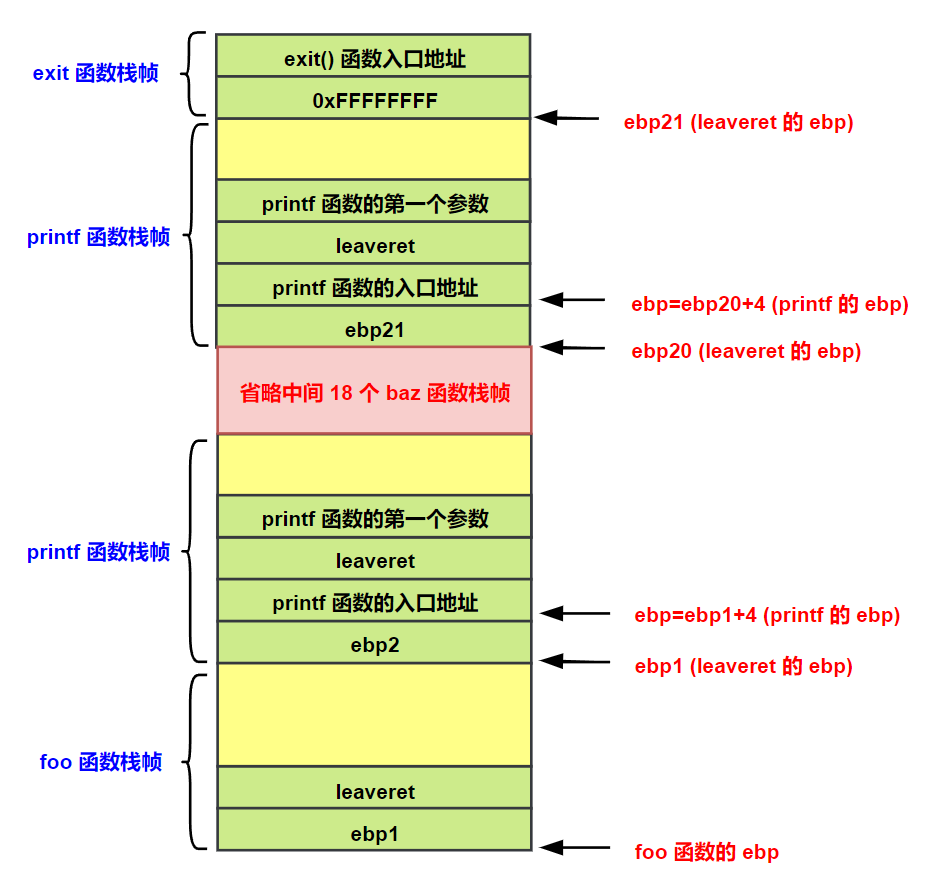 exit() 函数入口地址
exit 函数栈帧
0xFFFFFFFF
ebp21 (leaveret 的 ebp)
printf 函数的第一个参数
printf 函数栈帧
leaveret
printf 函数的入口地址
ebp=ebp20+4 (printf 的 ebp)
ebp21
ebp20 (leaveret 的 ebp)
省略中间 18 个 baz 函数栈帧
printf 函数的第一个参数
printf 函数栈帧
leaveret
printf 函数的入口地址
ebp=ebp1+4 (printf 的 ebp)
ebp2
ebp1 (leaveret 的 ebp)
foo 函数栈帧
leaveret
ebp1
foo 函数的 ebp